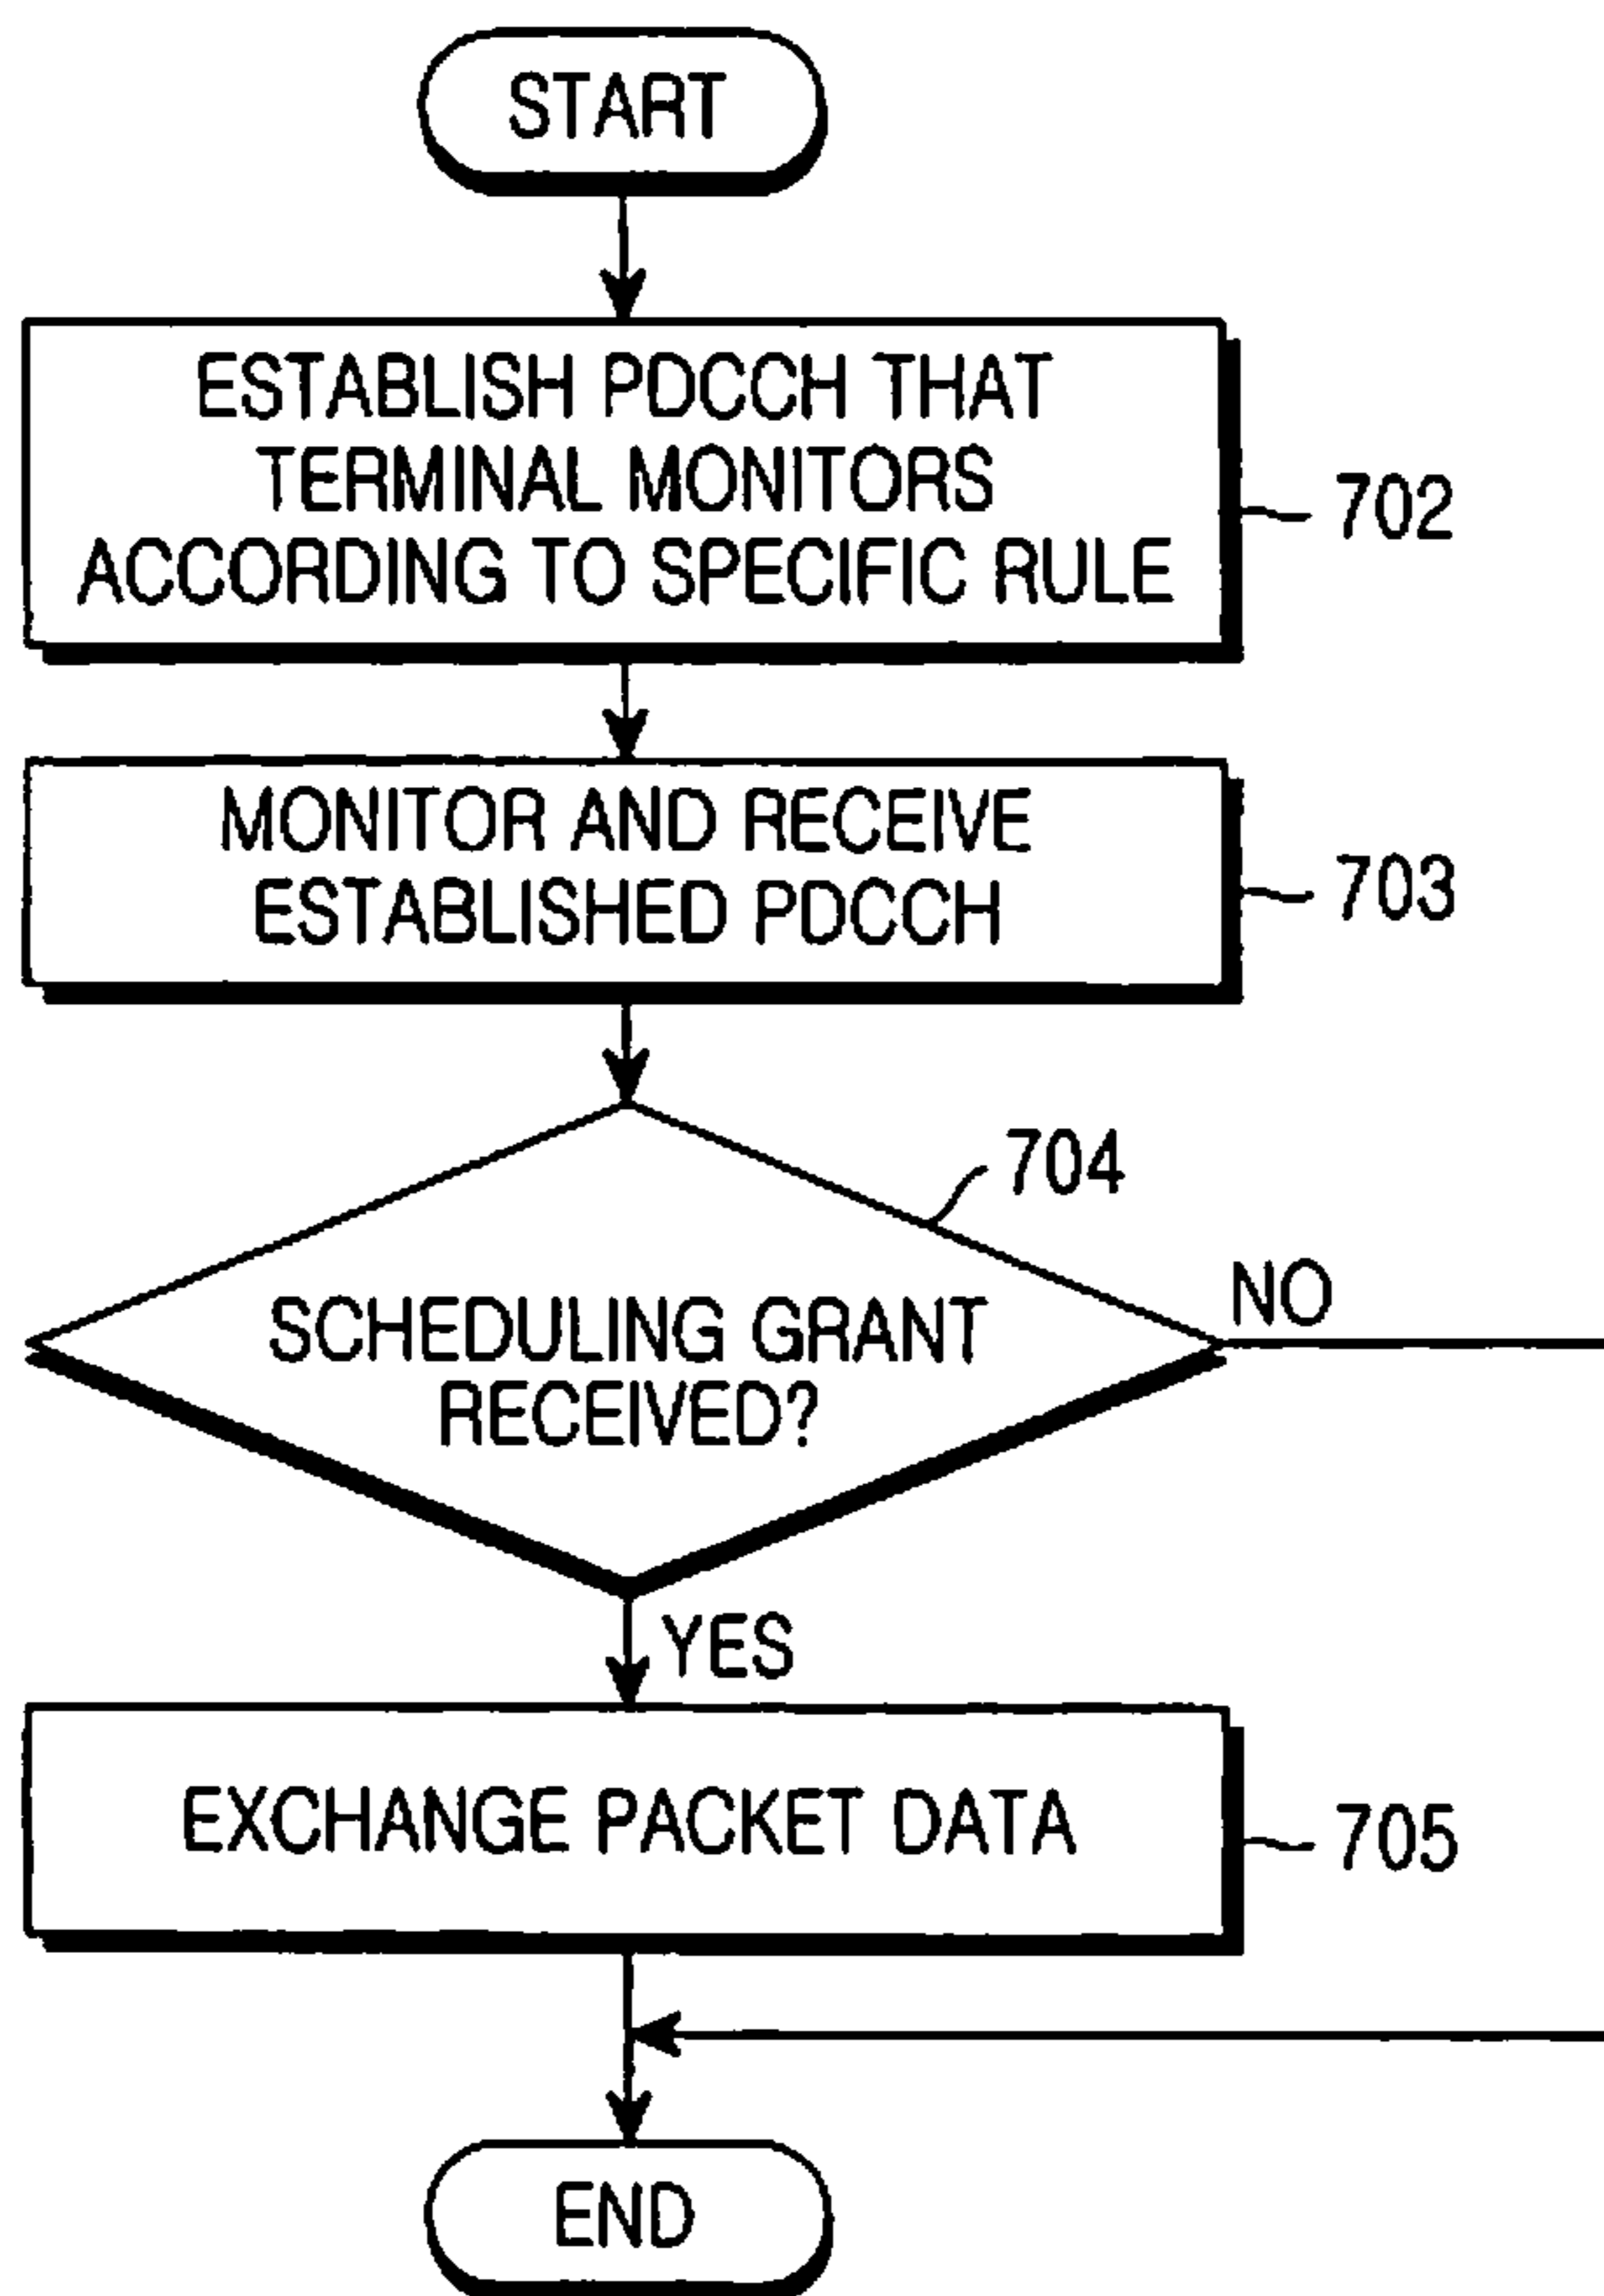 START
ESTABLISH PDCCH THAT
TERMINAL MONITORS
ACCORDING TO SPECIFIC RULE
702
MONITOR AND RECEIVE
ESTABLISHED PDCCH
703
704
SCHEDULING GRANT
RECEIVED?
NO
YES
EXCHANGE PACKET DATA
705
END